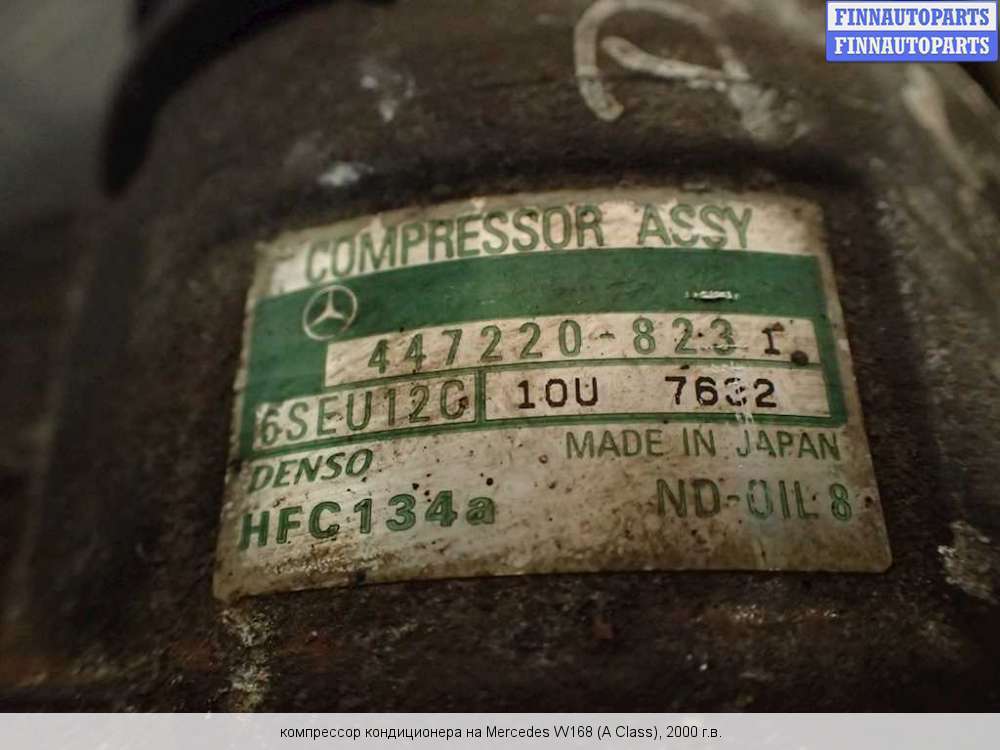 FINNAUTOPARTS
FINNAUTOPARTS
COMPRESSOR ASSY
447220-8231
6SEU12C 10U 7632
DENSO MADE IN JAPAN
HFC134a ND-OIL 8
компрессор кондиционера на Mercedes W168 (A Class), 2000 г.в.